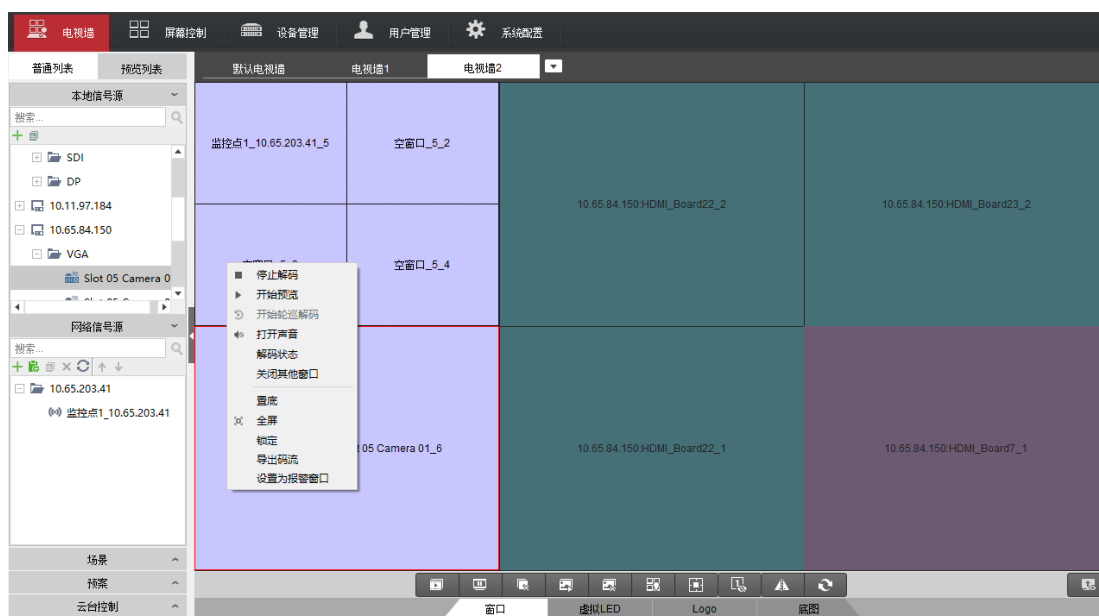 电视墙 屏幕控制 设备管理 用户管理 系统配置
普通列表 预览列表 默认电视墙 电视墙1 电视墙2
本地信号源
搜索...
SDI
DP
10.11.97.184
10.65.84.150
VGA
Slot 05 Camera 0
网络信号源
搜索...
10.65.203.41
监控点1_10.65.203.41
场景
预案
云台控制
监控点1_10.65.203.41_5 空窗口_5_2
10.65.84.150:HDMI_Board22_2 10.65.84.150:HDMI_Board23_2
空窗口_5_4
停止解码
开始预览
开始轮巡解码
打开声音
解码状态
关闭其他窗口
置底
全屏
锁定
导出码流
设置为报警窗口
05 Camera 01_6 10.65.84.150:HDMI_Board22_1 10.65.84.150:HDMI_Board7_1
窗口 虚拟LED Logo 底图